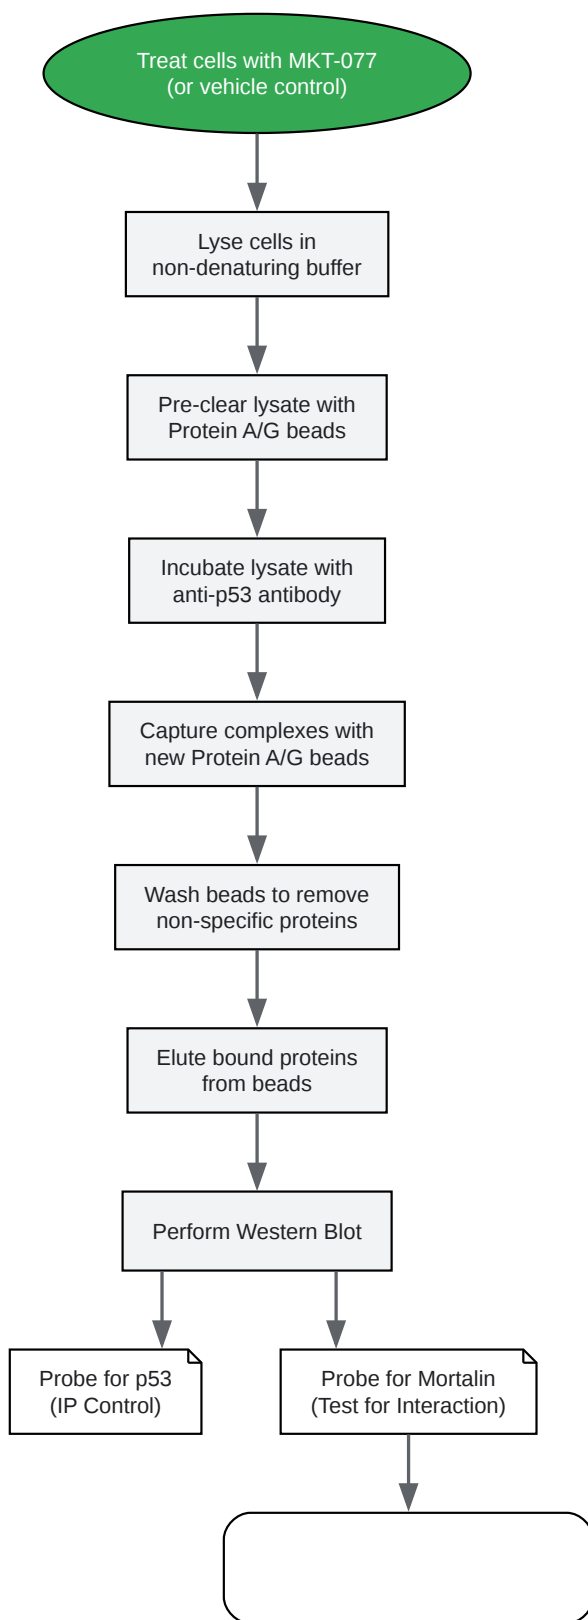 Treat cells with MKT-077
(or vehicle control)
Lyse cells in
non-denaturing buffer
Pre-clear lysate with
Protein A/G beads
Incubate lysate with
anti-p53 antibody
Capture complexes with
new Protein A/G beads
Wash beads to remove
non-specific proteins
Elute bound proteins
from beads
Perform Western Blot
Probe for p53
(IP Control)
Probe for Mortalin
(Test for Interaction)